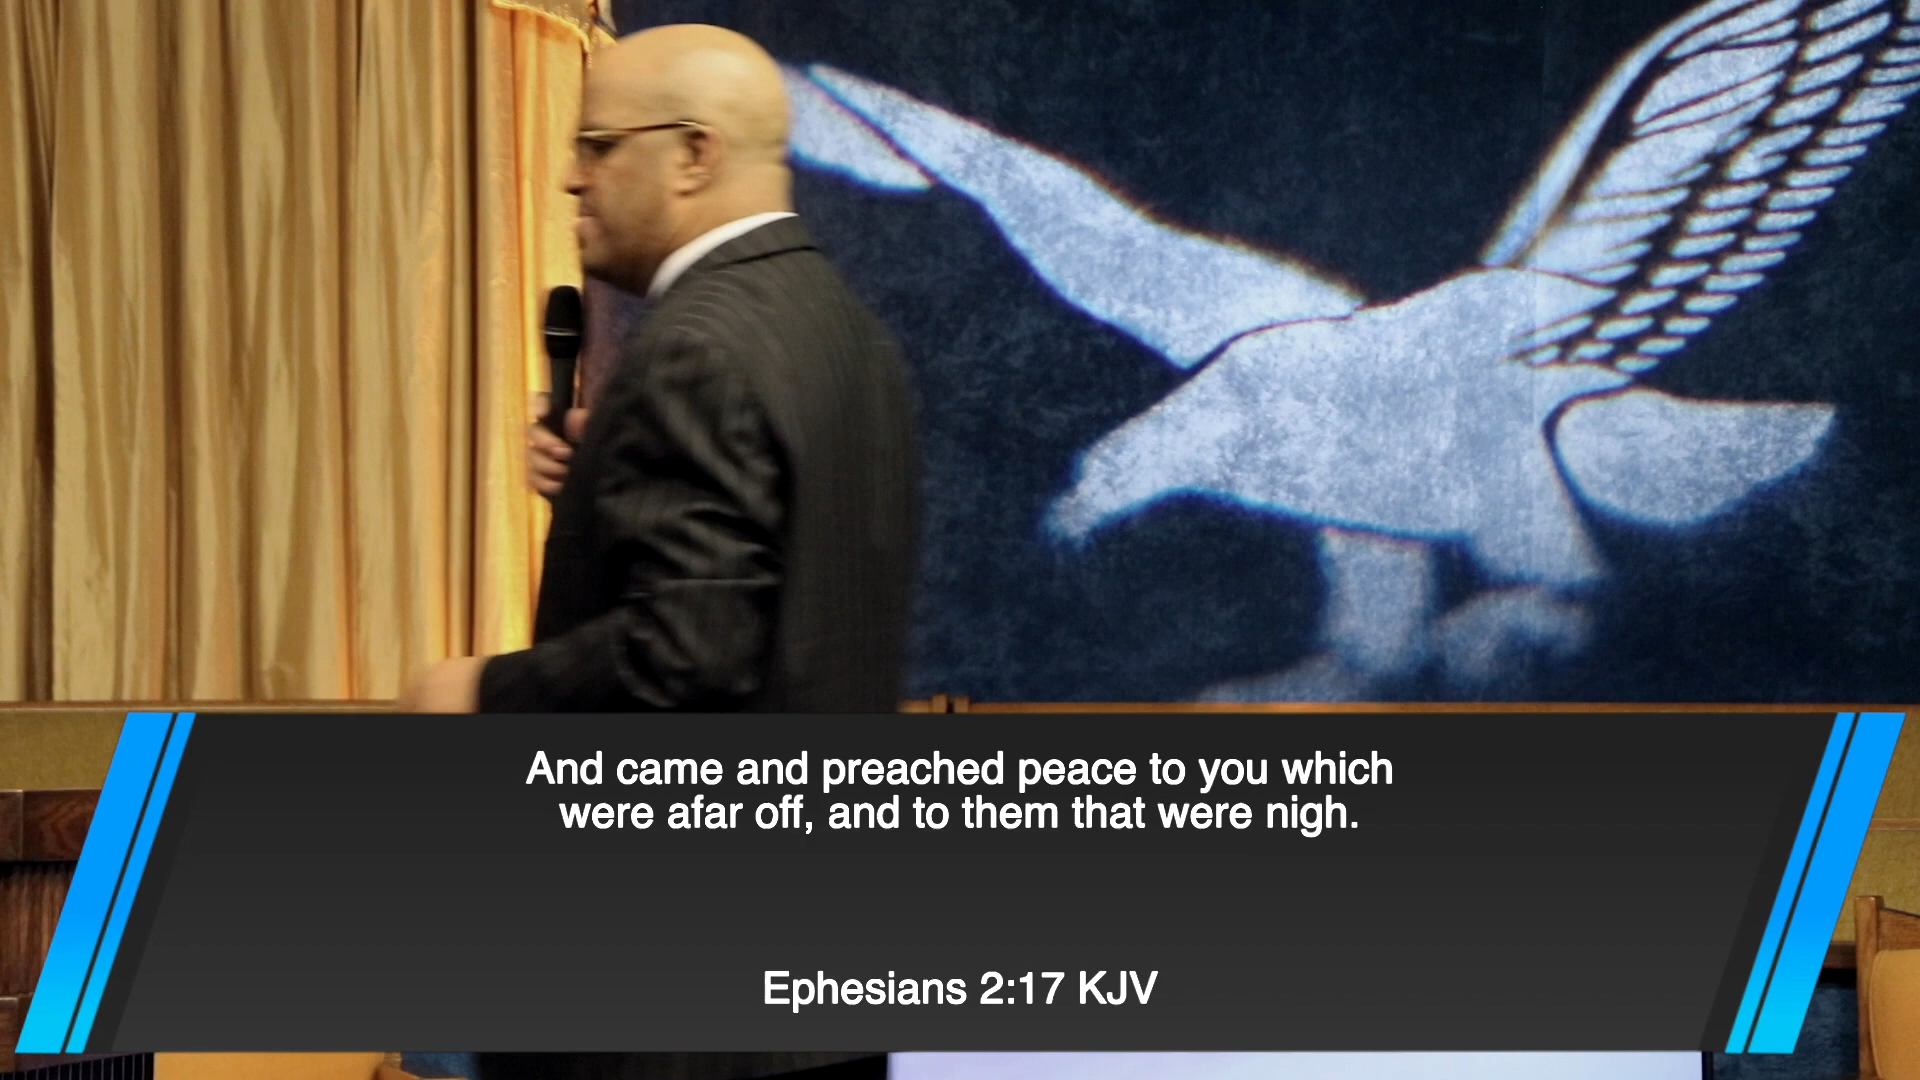 And came and preached peace to you which
were afar off, and to them that were nigh.
Ephesians 2:17 KJV